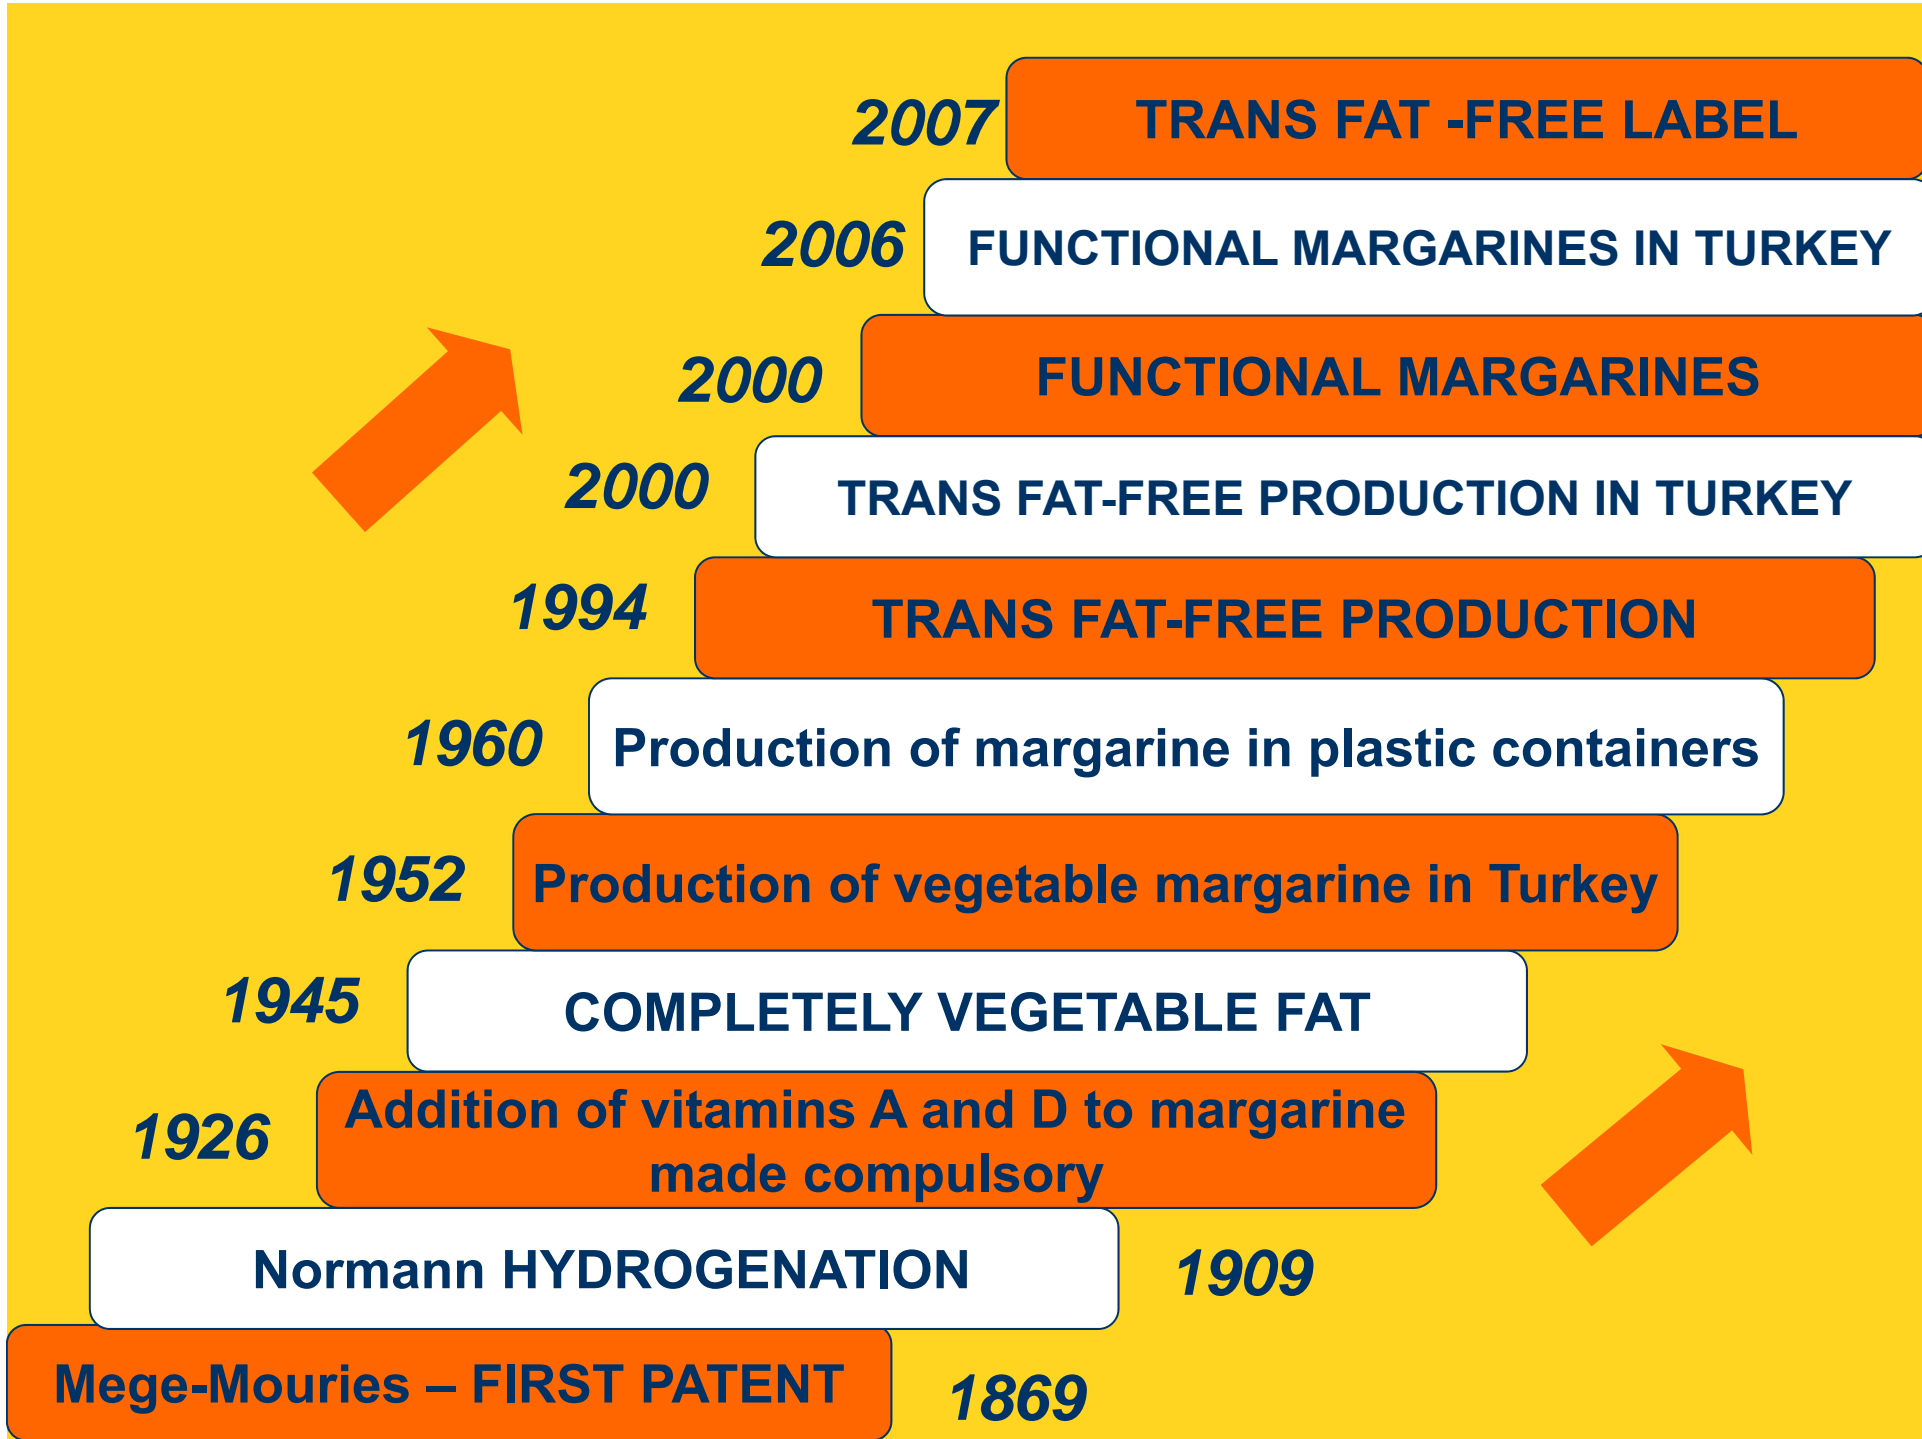 2007 TRANS FAT -FREE LABEL
2006 FUNCTIONAL MARGARINES IN TURKEY
2000 FUNCTIONAL MARGARINES
2000 TRANS FAT-FREE PRODUCTION IN TURKEY
1994 TRANS FAT-FREE PRODUCTION
1960 Production of margarine in plastic containers
1952 Production of vegetable margarine in Turkey
1945 COMPLETELY VEGETABLE FAT
1926 Addition of vitamins A and D to margarine
made compulsory
Normann HYDROGENATION 1909
Mege-Mouries – FIRST PATENT 1869